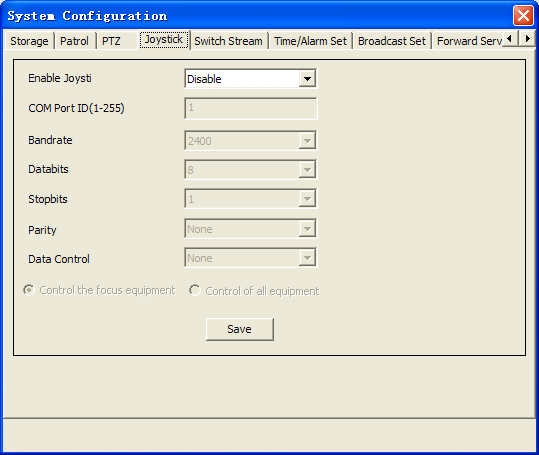 System Configuration
Storage Patrol PTZ Joystick Switch Stream Time/Alarm Set Broadcast Set Forward Serv
Enable Joysti Disable
COM Port ID(1-255) 1
Bandrate 2400
Databits 8
Stopbits 1
Parity None
Data Control None
Control the focus equipment Control of all equipment
Save